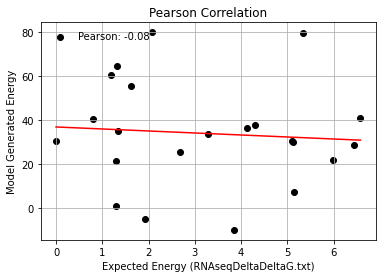 Pearson Correlation
Pearson: -0.08
80
60
40
20
0
Model Generated Energy
0 1 2 3 4 5 6
Expected Energy (RNAseqDeltaDeltaG.txt)